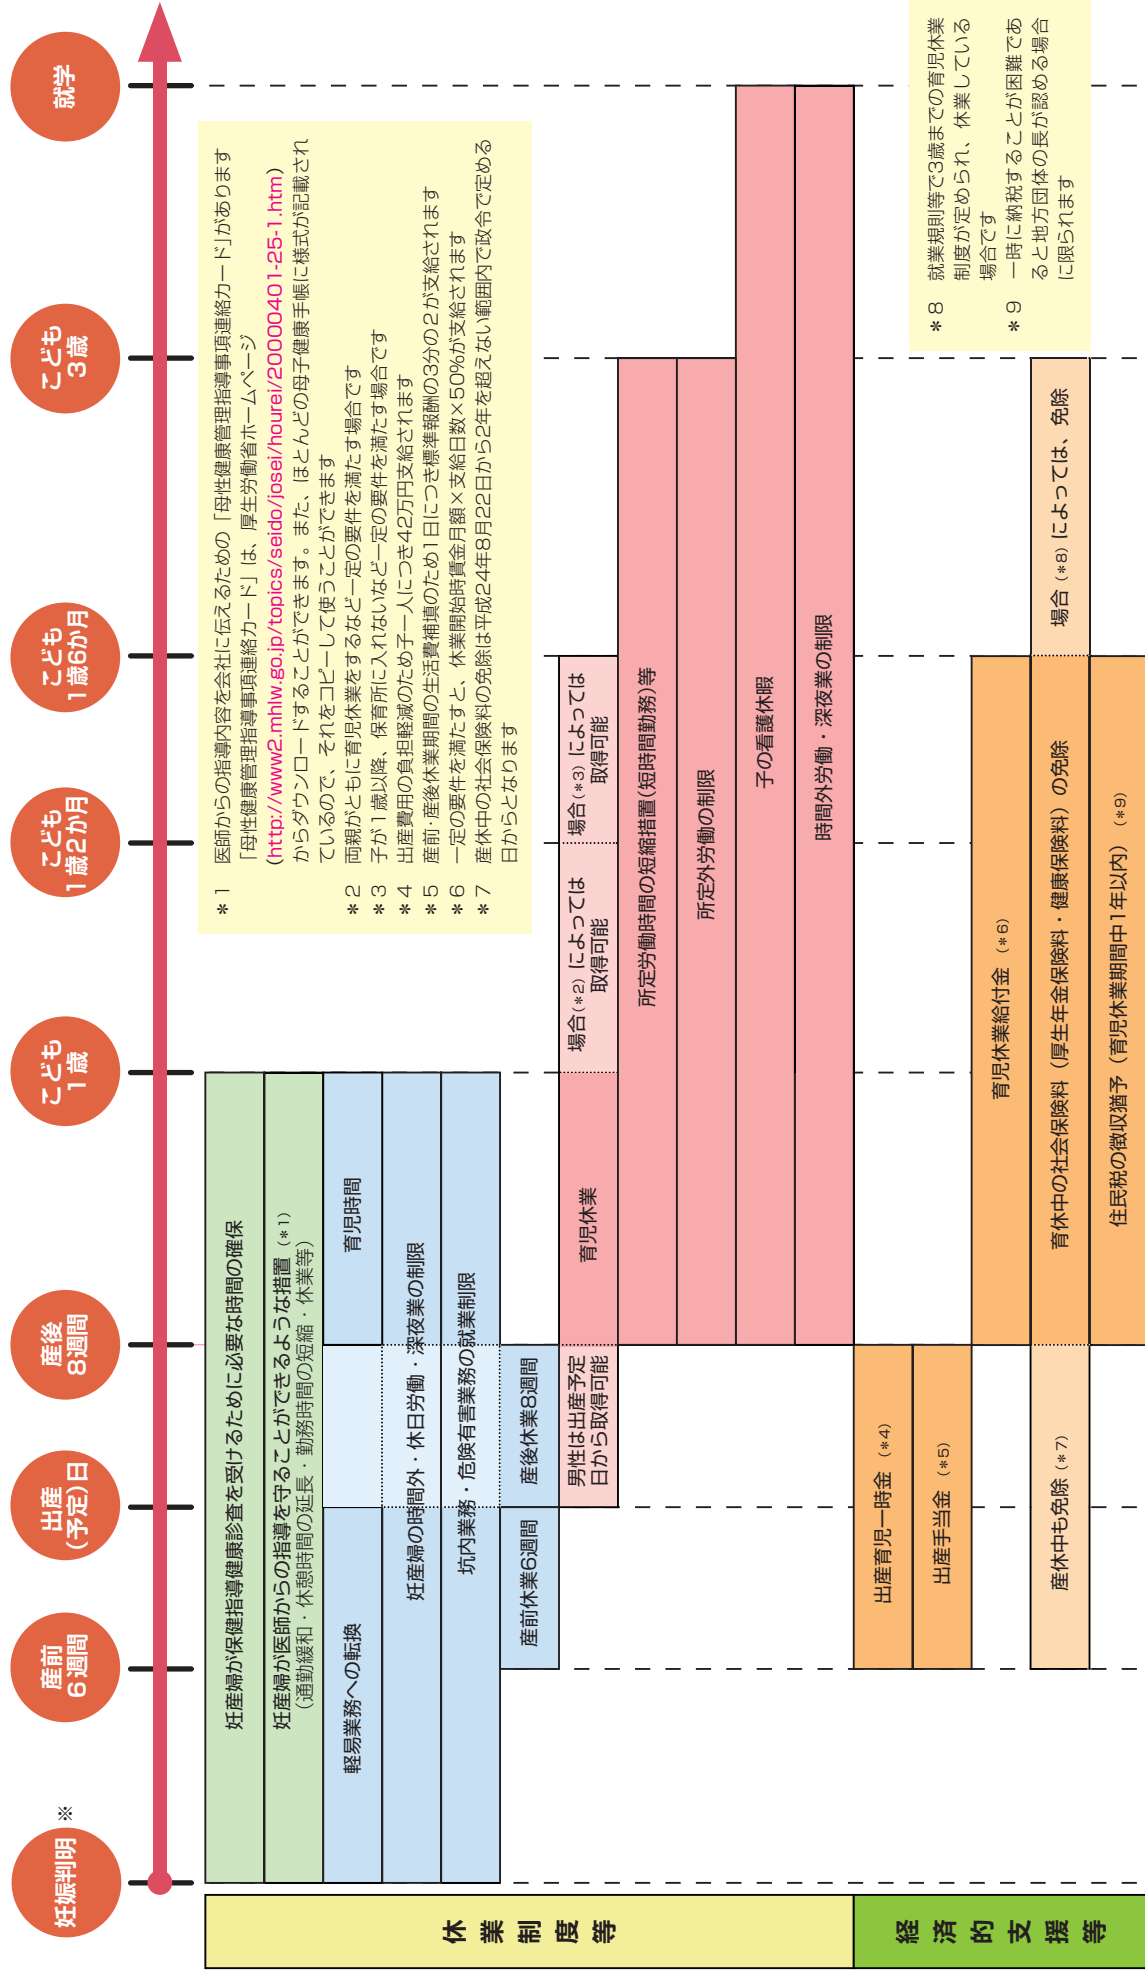 妊娠判明
※
産前
6週間
出産
(予定)日
産後
8週間
こども
1歳
こども
1歳2か月
こども
1歳6か月
こども
3歳
就学
休業制度等
妊産婦が保健指導健康診査を受けるために必要な時間の確保
妊産婦が医師からの指導を守ることができるような措置(*1)
(通勤緩和・休憩時間の延長・勤務時間の短縮・休業等)
軽易業務への転換
育児時間
妊産婦の時間外・休日労働・深夜業の制限
坑内業務・危険有害業務の就業制限
産前休業6週間
産後休業8週間
男性は出産予定
日から取得可能
育児休業
場合(*2)によっては
取得可能
場合(*3)によっては
取得可能
所定労働時間の短縮措置(短時間勤務)等
所定外労働の制限
子の看護休暇
時間外労働・深夜業の制限
*1 医師からの指導内容を会社に伝えるための「母性健康管理指導事項連絡カード」があります
「母性健康管理指導事項連絡カード」は、厚生労働省ホームページ
(http://www2.mhlw.go.jp/topics/seido/josei/hourei/20000401-25-1.htm)
からダウンロードすることができます。また、ほとんどの母子健康手帳に様式が記載され
ているので、それをコピーして使うことができます
*2 両親がともに育児休業をするなど一定の要件を満たす場合です
*3 子が1歳以降、保育所に入れないなど一定の要件を満たす場合です
*4 出産費用の負担軽減のため子一人につき42万円支給されます
*5 産前・産後休業期間の生活費補填のため1日につき標準報酬の3分の2が支給されます
*6 一定の要件を満たすと、休業開始時賃金月額×支給日数×50%が支給されます
*7 産休中の社会保険料の免除は平成24年8月22日から2年を超えない範囲内で政令で定める
日からとなります
経済的支援等
出産育児一時金(*4)
出産手当金(*5)
育児休業給付金(*6)
産休中も免除(*7)
育休中の社会保険料(厚生年金保険料・健康保険料)の免除
場合(*8)によっては、免除
住民税の徴収猶予(育児休業期間中1年以内)(*9)
*8 就業規則等で3歳までの育児休業
制度が定められ、休業している
場合です
*9 一時に納税することが困難であ
ると地方団体の長が認める場合
に限られます